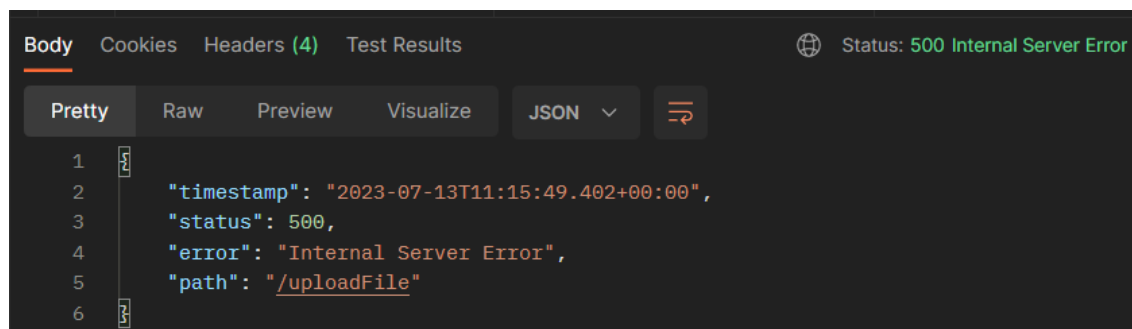 Body Cookies Headers (4) Test Results Status: 500 Internal Server Error
Pretty Raw Preview Visualize JSON
1 {
2 "timestamp": "2023-07-13T11:15:49.402+00:00",
3 "status": 500,
4 "error": "Internal Server Error",
5 "path": "/uploadFile"
6 }